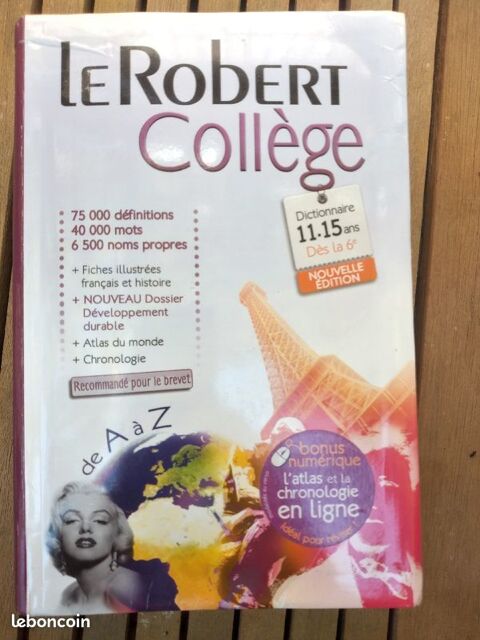 LE ROBERT
Collège
Dictionnaire
11.15 ans
Dès la 6e
NOUVELLE
ÉDITION
75 000 définitions
40 000 mots
6 500 noms propres
+ Fiches illustrées
français et histoire
+ NOUVEAU Dossier
Développement
durable
+ Atlas du monde
+ Chronologie
Recommandé pour le brevet
de A à Z
bonus
numérique
l'atlas et la
chronologie
en ligne
Idéal pour réviser !
leboncoin